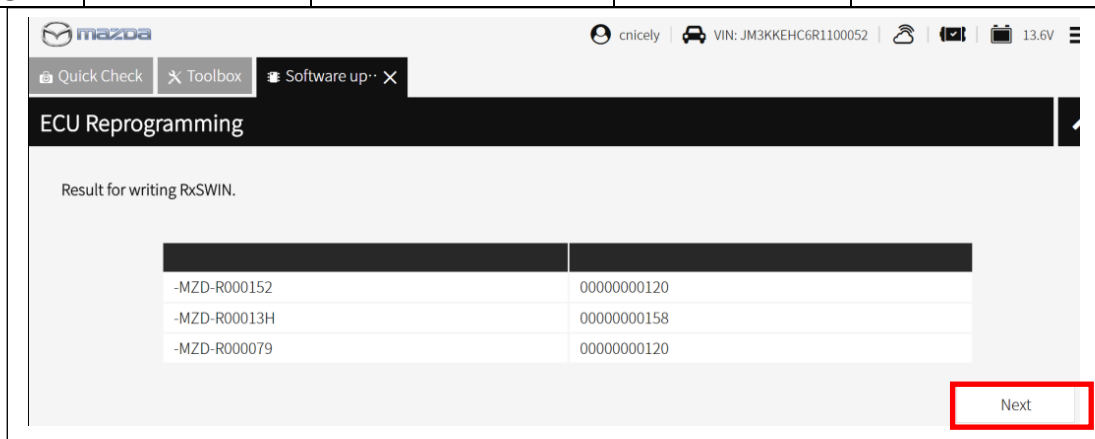 mazda
cnicely VIN: JM3KKEHC6R1100052 13.6V
Quick Check Toolbox Software up··
ECU Reprogramming
Result for writing RxSWIN.
-MZD-R000152 00000000120
-MZD-R00013H 00000000158
-MZD-R000079 00000000120
Next